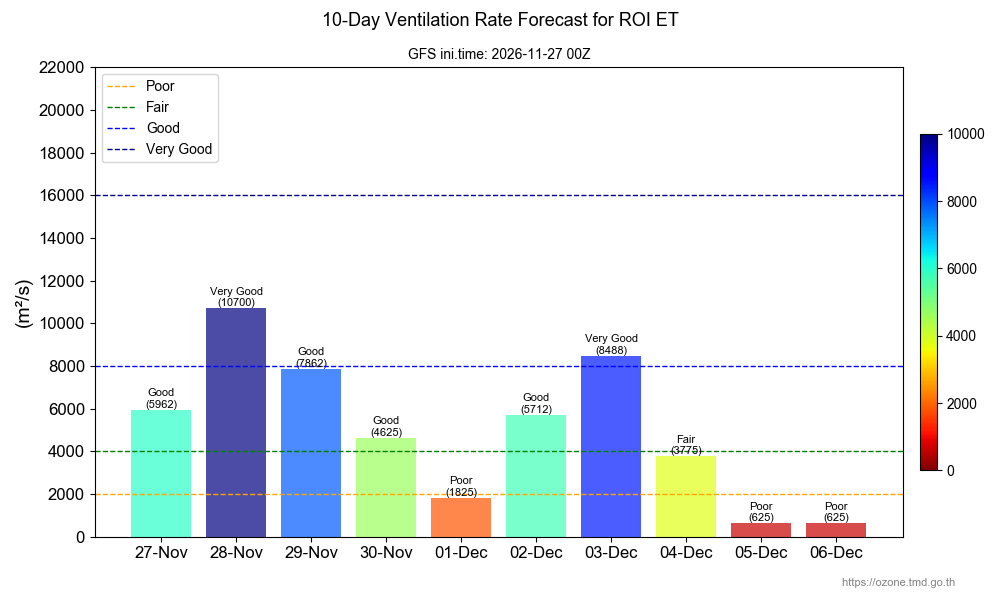 10-Day Ventilation Rate Forecast for ROI ET
GFS ini.time: 2026-11-27 00Z
(m²/s)
22000
20000
18000
16000
14000
12000
10000
8000
6000
4000
2000
0
Poor
Fair
Good
Very Good
Good
(5962)
Very Good
(10700)
Good
(7862)
Good
(4625)
Poor
(1825)
Good
(5712)
Very Good
(8488)
Fair
(3775)
Poor
(625)
Poor
(625)
27-Nov 28-Nov 29-Nov 30-Nov 01-Dec 02-Dec 03-Dec 04-Dec 05-Dec 06-Dec
10000
8000
6000
4000
2000
0
https://ozone.tmd.go.th